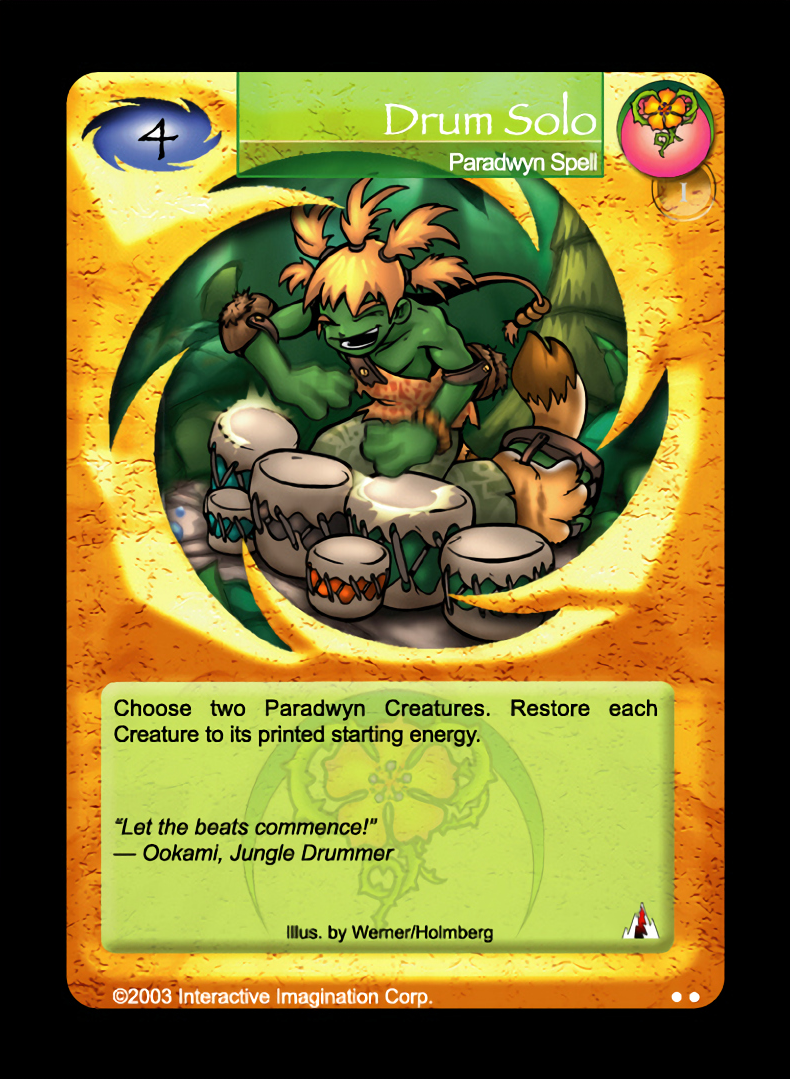 4
Drum Solo
Paradwyn Spell
1
Choose two Paradwyn Creatures. Restore each
Creature to its printed starting energy.
“Let the beats commence!”
— Ookami, Jungle Drummer
Illus. by Werner/Holmberg
©2003 Interactive Imagination Corp.